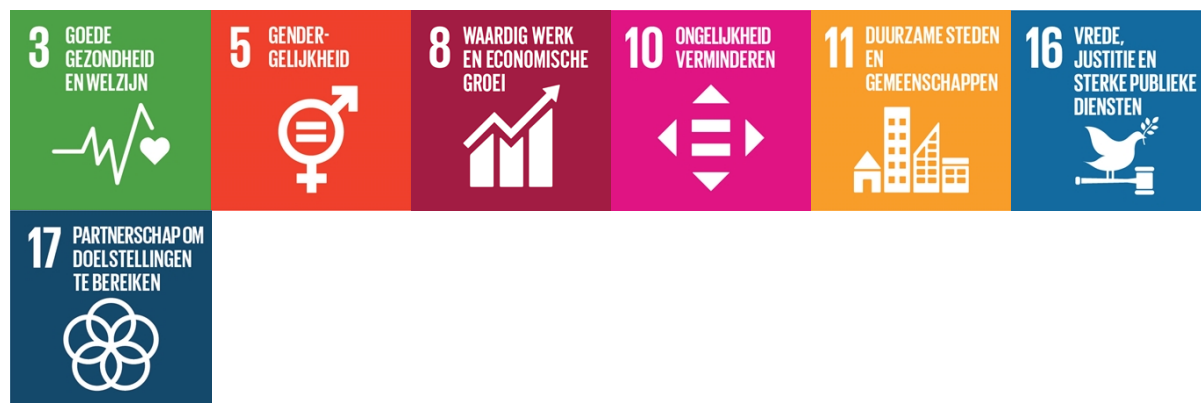 3 GOEDE
GEZONDHEID
EN WELZIJN
5 GENDER-
GELIJKHEID
8 WAARDIG WERK
EN ECONOMISCHE
GROEI
10 ONGELIJKHEID
VERMINDEREN
11 DUURZAME STEDEN
EN
GEMEENSCHAPPEN
16 VREDE,
JUSTITIE EN
STERKE PUBLIEKE
DIENSTEN
17 PARTNERSCHAP OM
DOELSTELLINGEN
TE BEREIKEN